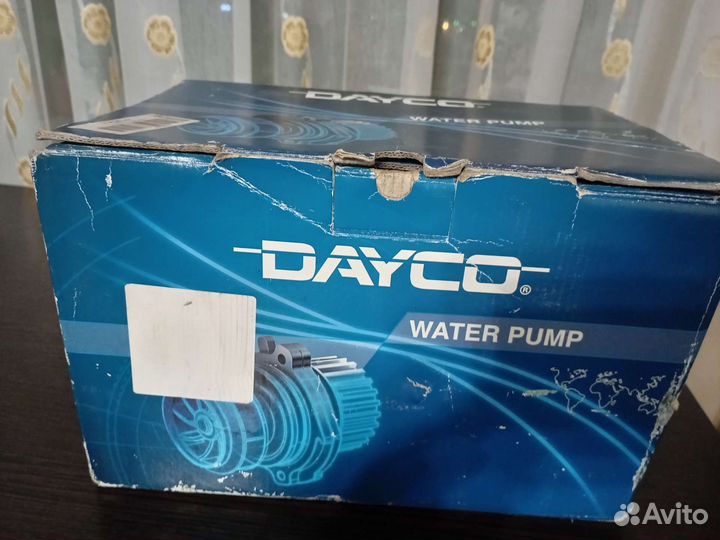 DAYCO
WATER PUMP
DAYCO®
WATER PUMP
Avito